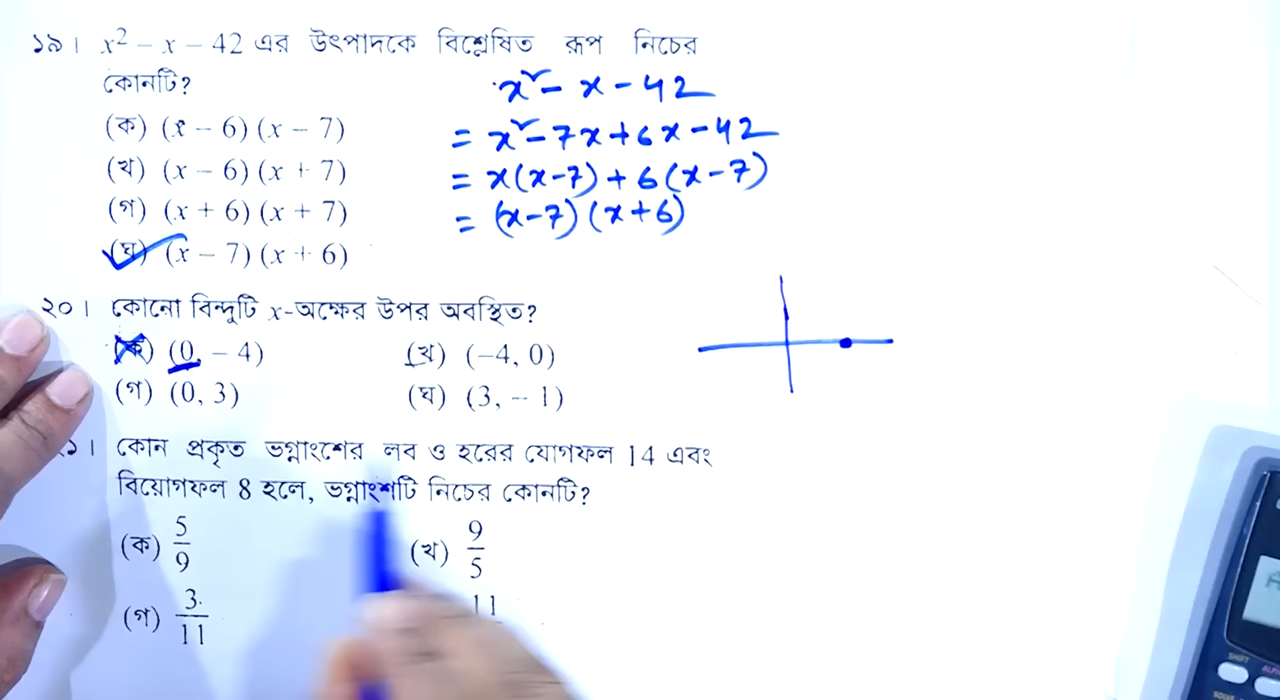 ১৯। x² – x – 42 এর উৎপাদকে বিশ্লেষিত রূপ নিচের
কোনটি?
(ক) (x – 6) (x – 7)
(খ) (x – 6) (x + 7)
(গ) (x + 6) (x + 7)
(ঘ) (x – 7) (x + 6)
x² – x – 42
= x² – 7x + 6x – 42
= x(x – 7) + 6(x – 7)
= (x – 7) (x + 6)
২০। কোনো বিন্দুটি x-অক্ষের উপর অবস্থিত?
(ক) (0, – 4) (খ) (–4, 0)
(গ) (0, 3) (ঘ) (3, – 1)
১। কোন প্রকৃত ভগ্নাংশের লব ও হরের যোগফল 14 এবং
বিয়োগফল 8 হলে, ভগ্নাংশটি নিচের কোনটি?
(ক) 5/9 (খ) 9/5
(গ) 3/11 11
SHIFT